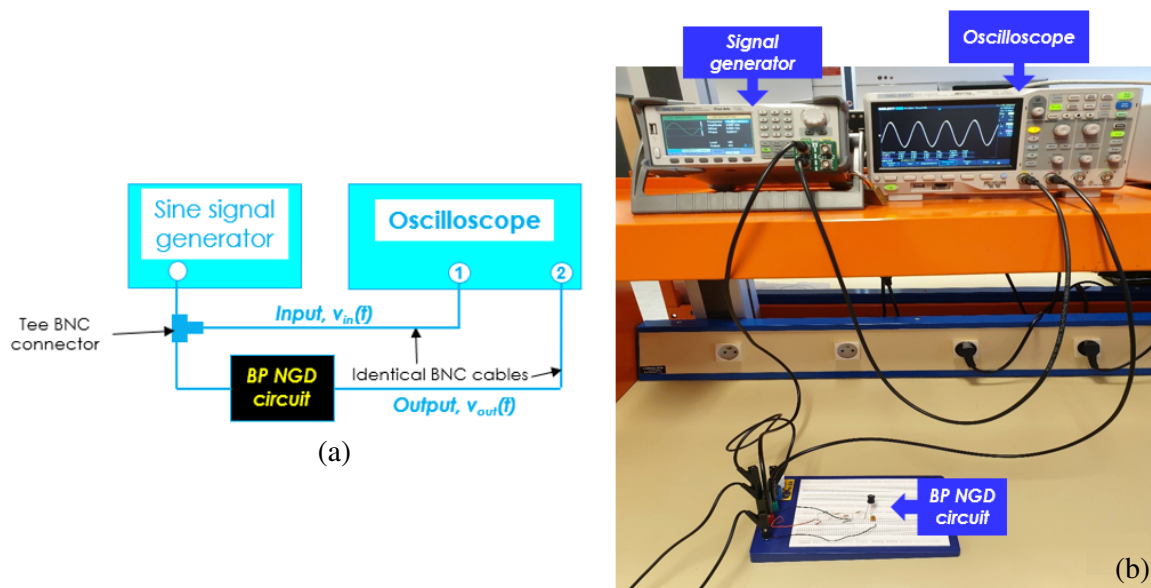 Sine signal
generator
Oscilloscope
1
2
Input, v_in(t)
Tee BNC
connector
BP NGD
circuit
Identical BNC cables
Output, v_out(t)
(a)
Signal
generator
Oscilloscope
BP NGD
circuit
(b)